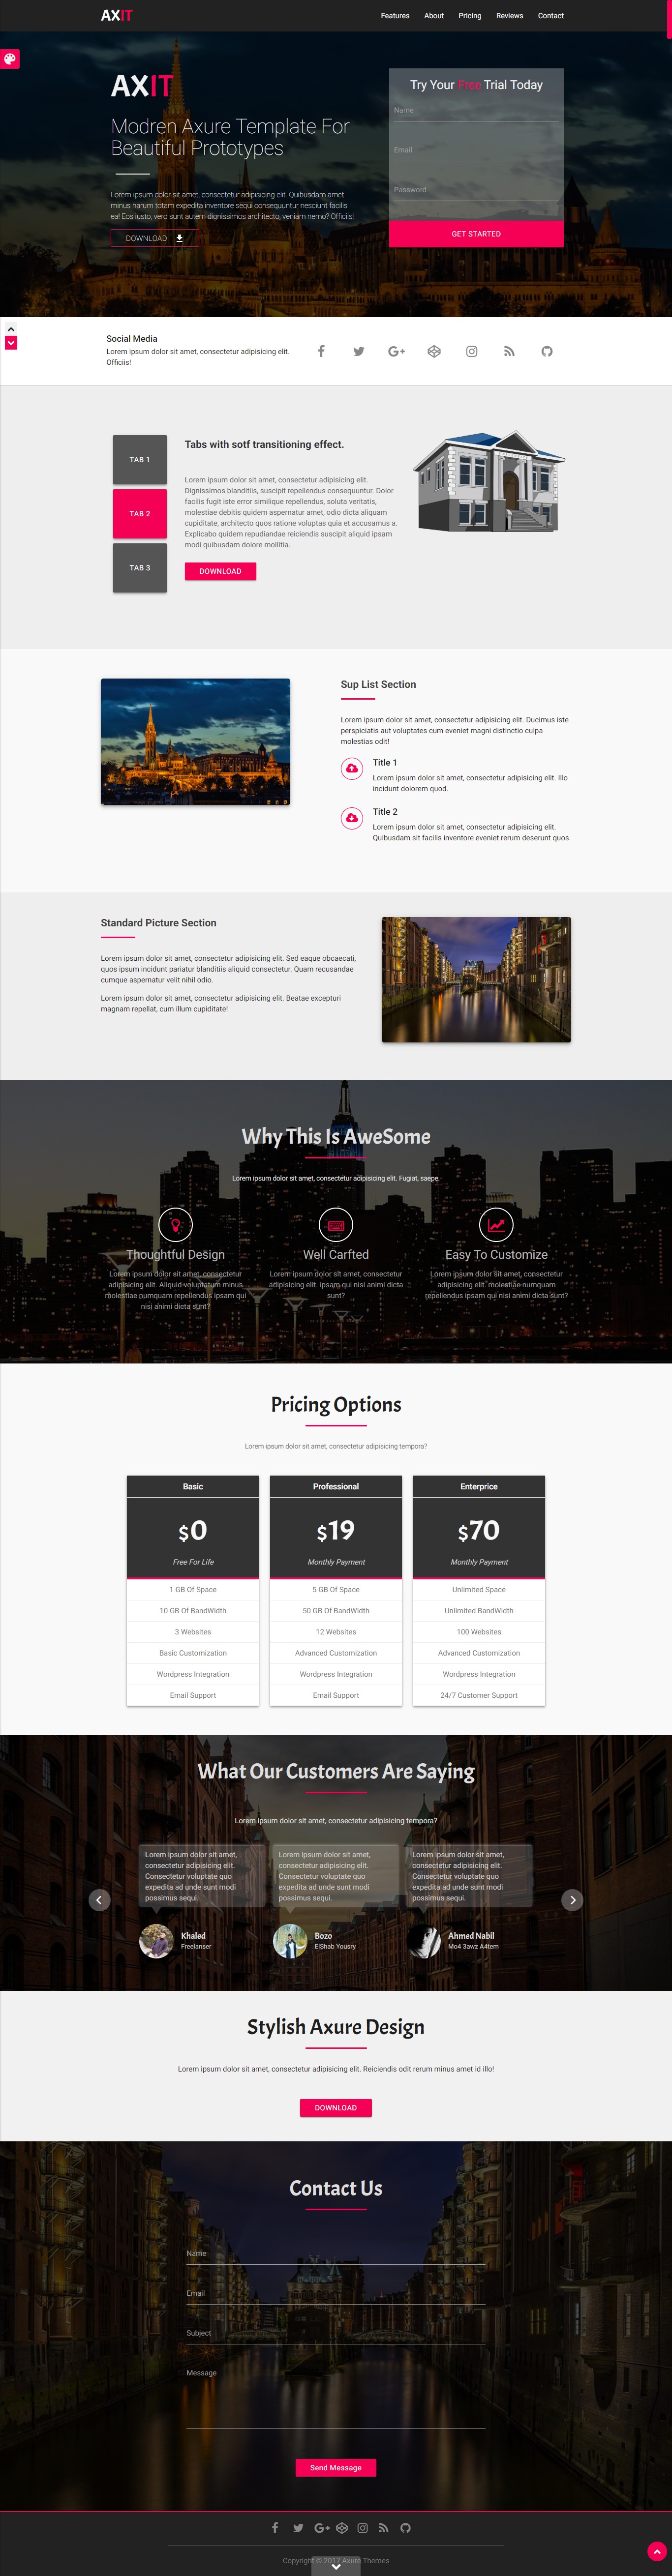 AXIT
Features About Pricing Reviews Contact
AXIT
Modren Axure Template For
Beautiful Prototypes
Lorem ipsum dolor sit amet, consectetur adipisicing elit. Quibusdam amet
minus harum totam expedita inventore sequi consequuntur nesciunt facilis
ea! Eos iusto, vero sunt autem dignissimos architecto, veniam nemo? Officiis!
DOWNLOAD
Try Your Free Trial Today
Name
Email
Password
GET STARTED
Social Media
Lorem ipsum dolor sit amet, consectetur adipisicing elit.
Officiis!
TAB 1
TAB 2
TAB 3
Tabs with sotf transitioning effect.
Lorem ipsum dolor sit amet, consectetur adipisicing elit.
Dignissimos blanditiis, suscipit repellendus consequuntur. Dolor
facilis fugit iste error similique repellendus, soluta veritatis,
molestiae debitis quidem aspernatur amet, odio dicta aliquam
cupiditate, architecto quos ratione voluptas quia et accusamus a.
Explicabo quidem repudiandae reiciendis suscipit aliquid ipsam
modi quibusdam dolore mollitia.
DOWNLOAD
Sup List Section
Lorem ipsum dolor sit amet, consectetur adipisicing elit. Ducimus iste
perspiciatis aut voluptates cum eveniet magni distinctio culpa
molestias odit!
Title 1
Lorem ipsum dolor sit amet, consectetur adipisicing elit. Illo
incidunt dolorem quod.
Title 2
Lorem ipsum dolor sit amet, consectetur adipisicing elit.
Quibusdam sit facilis inventore eveniet rerum deserunt quos.
Standard Picture Section
Lorem ipsum dolor sit amet, consectetur adipisicing elit. Sed eaque obcaecati,
quos ipsum incidunt pariatur blanditiis aliquid consectetur. Quam recusandae
cumque aspernatur velit nihil odio.
Lorem ipsum dolor sit amet, consectetur adipisicing elit. Beatae excepturi
magnam repellat, cum illum cupiditate!
Why This Is AweSome
Lorem ipsum dolor sit amet, consectetur adipisicing elit. Fugiat, saepe.
Thoughtful Design
Lorem ipsum dolor sit amet, consectetur
adipisicing elit. Aliquid voluptatum minus
molestiae numquam repellendus ipsam qui
nisi animi dicta sunt?
Well Carfted
Lorem ipsum dolor sit amet, consectetur
adipisicing elit. ipsam qui nisi animi dicta
sunt?
Easy To Customize
Lorem ipsum dolor sit amet, consectetur
adipisicing elit. molestiae numquam
repellendus ipsam qui nisi animi dicta sunt?
Pricing Options
Lorem ipsum dolor sit amet, consectetur adipisicing tempora?
Basic
$0
Free For Life
1 GB Of Space
10 GB Of BandWidth
3 Websites
Basic Customization
Wordpress Integration
Email Support
Professional
$19
Monthly Payment
5 GB Of Space
50 GB Of BandWidth
12 Websites
Advanced Customization
Wordpress Integration
Email Support
Enterprice
$70
Monthly Payment
Unlimited Space
Unlimited BandWidth
100 Websites
Advanced Customization
Wordpress Integration
24/7 Customer Support
What Our Customers Are Saying
Lorem ipsum dolor sit amet, consectetur adipisicing tempora?
Lorem ipsum dolor sit amet,
consectetur adipisicing elit.
Consectetur voluptate quo
expedita ad unde sunt modi
possimus sequi.
Khaled
Freelanser
Lorem ipsum dolor sit amet,
consectetur adipisicing elit.
Consectetur voluptate quo
expedita ad unde sunt modi
possimus sequi.
Bozo
ElShab Yousry
Lorem ipsum dolor sit amet,
consectetur adipisicing elit.
Consectetur voluptate quo
expedita ad unde sunt modi
possimus sequi.
Ahmed Nabil
Mo4 3awz A4tem
Stylish Axure Design
Lorem ipsum dolor sit amet, consectetur adipisicing elit. Reiciendis odit rerum minus amet id illo!
DOWNLOAD
Contact Us
Name
Email
Subject
Message
Send Message
Copyright © 2017 Axure Themes